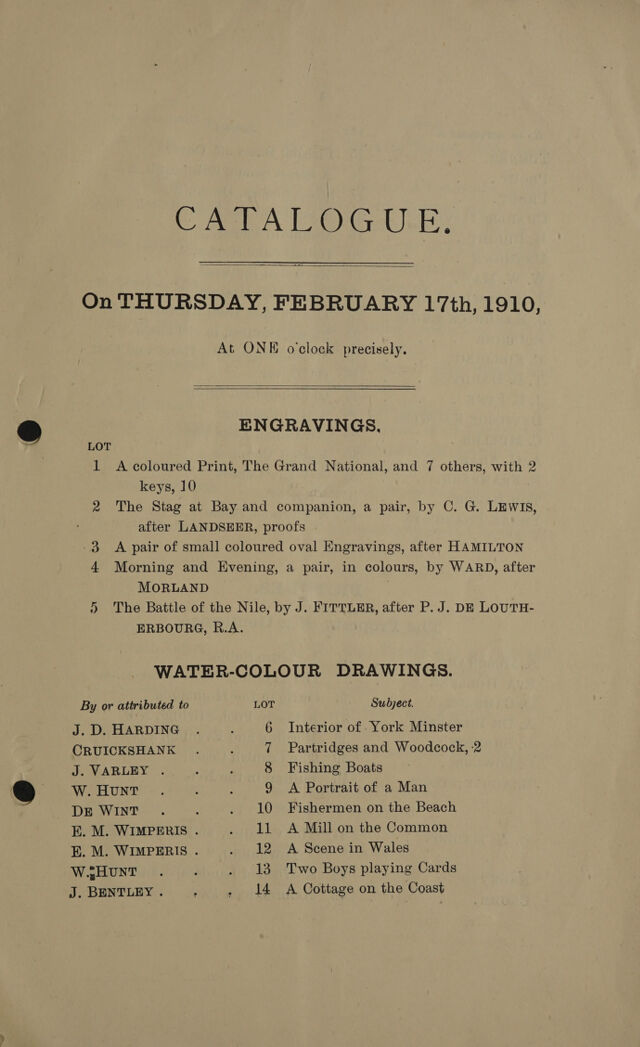 CATALOGUE.
On THURSDAY, FEBRUARY 17th, 1910,
At ONE o'clock precisely.
ENGRAVINGS.
LOT
1 A coloured Print, The Grand National, and 7 others, with 2
keys, 10
2 The Stag at Bay and companion, a pair, by C. G. LEWIS,
after LANDSEER, proofs
3 A pair of small coloured oval Engravings, after HAMILTON
4 Morning and Evening, a pair, in colours, by WARD, after
MORLAND
5 The Battle of the Nile, by J. FITTLER, after P. J. DE LOUTH-
ERBOURG, R.A.
WATER-COLOUR DRAWINGS.
By or attributed to LOT Subject.
J. D. HARDING . . 6 Interior of York Minster
CRUICKSHANK . . 7 Partridges and Woodcock, 2
J. VARLEY . . . 8 Fishing Boats
W. HUNT . . . 9 A Portrait of a Man
DE WINT . . . 10 Fishermen on the Beach
E. M. WIMPERIS . . 11 A Mill on the Common
E. M. WIMPERIS . . 12 A Scene in Wales
W. HUNT . . . 13 Two Boys playing Cards
J. BENTLEY . . . 14 A Cottage on the Coast